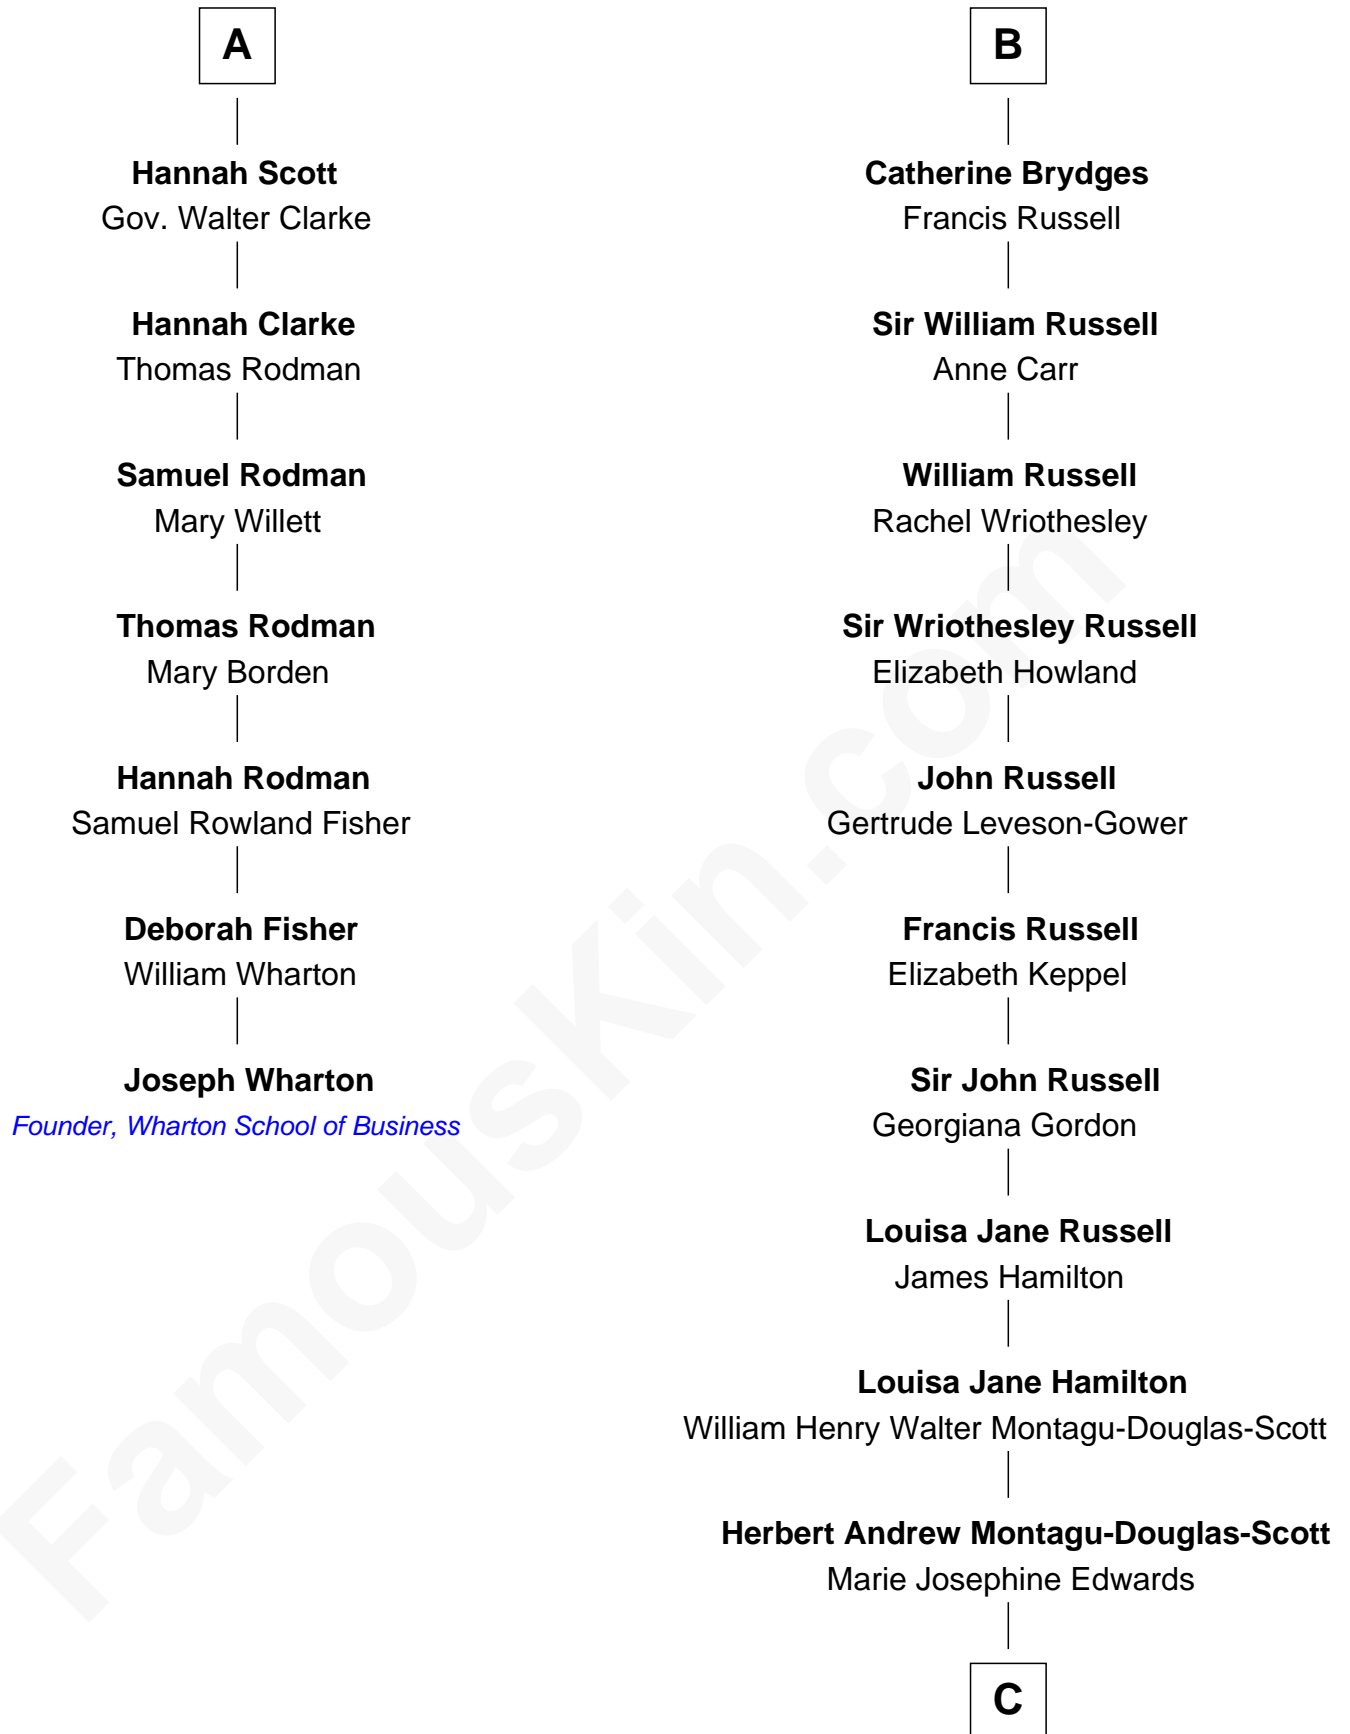 A
Hannah Scott
Gov. Walter Clarke
Hannah Clarke
Thomas Rodman
Samuel Rodman
Mary Willett
Thomas Rodman
Mary Borden
Hannah Rodman
Samuel Rowland Fisher
Deborah Fisher
William Wharton
Joseph Wharton
Founder, Wharton School of Business
B
Catherine Brydges
Francis Russell
Sir William Russell
Anne Carr
William Russell
Rachel Wriothesley
Sir Wriothesley Russell
Elizabeth Howland
John Russell
Gertrude Leveson-Gower
Francis Russell
Elizabeth Keppel
Sir John Russell
Georgiana Gordon
Louisa Jane Russell
James Hamilton
Louisa Jane Hamilton
William Henry Walter Montagu-Douglas-Scott
Herbert Andrew Montagu-Douglas-Scott
Marie Josephine Edwards
C
FamousKin.com